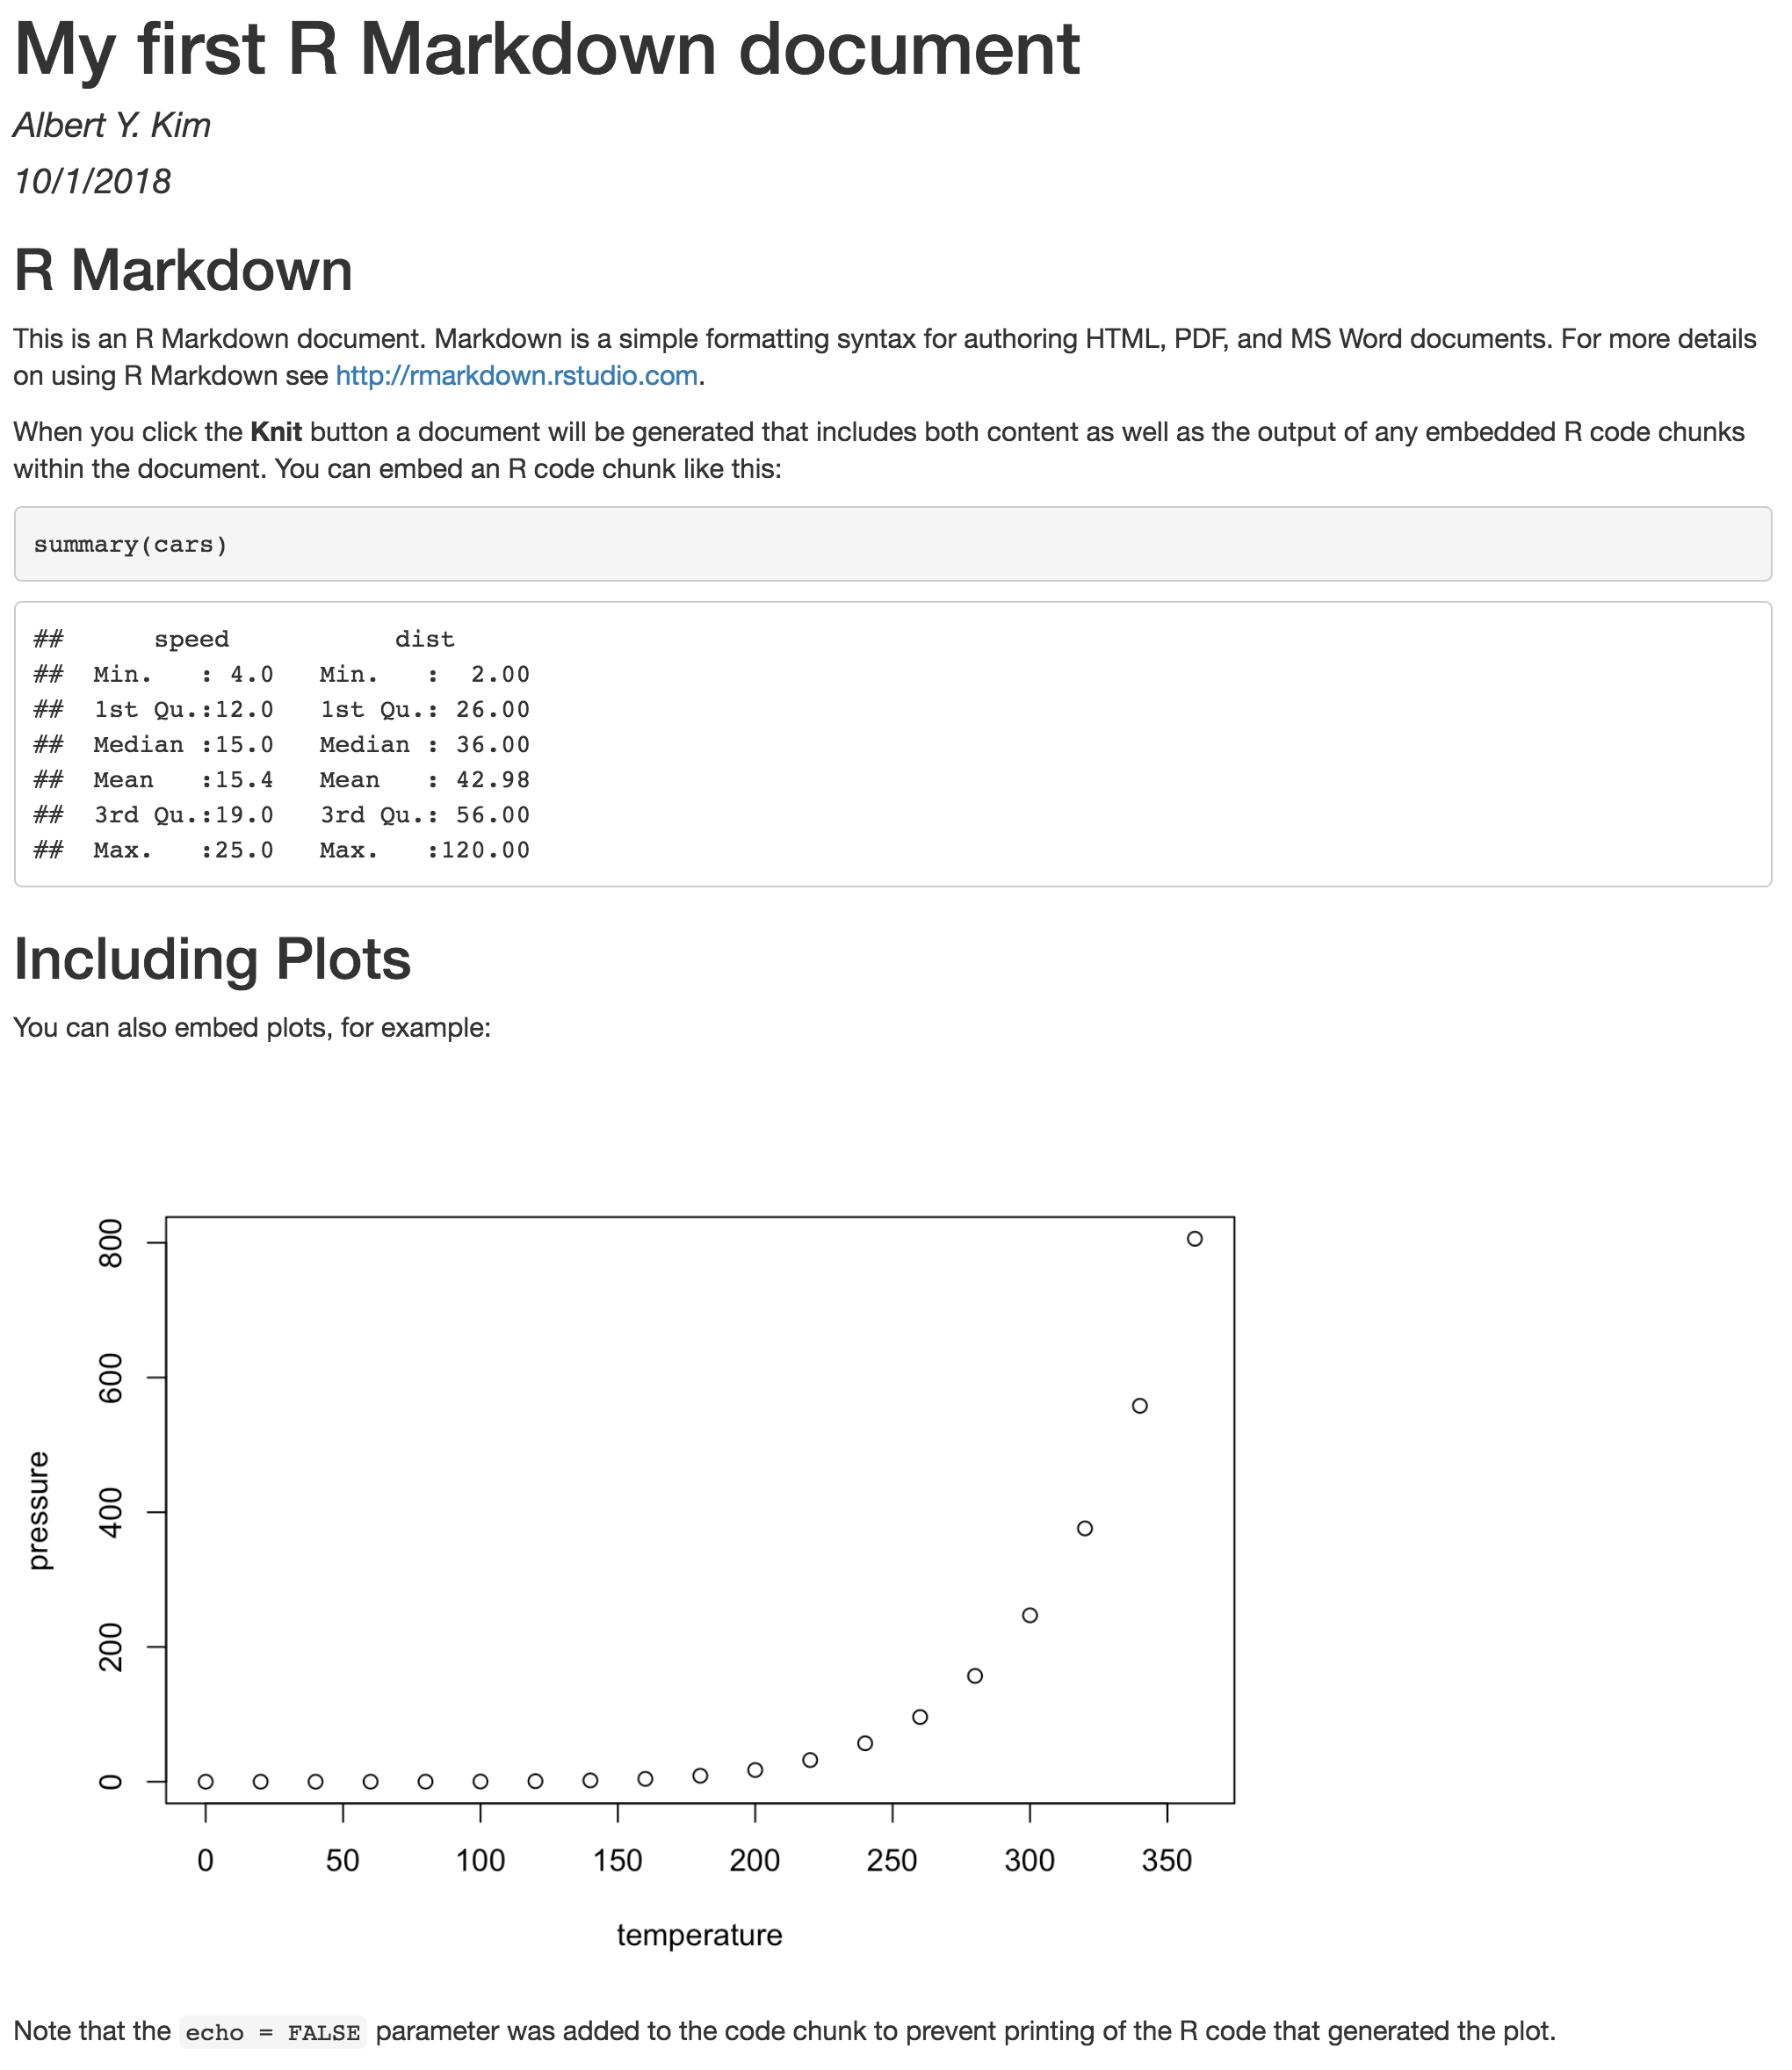 My first R Markdown document
Albert Y. Kim
10/1/2018
R Markdown
This is an R Markdown document. Markdown is a simple formatting syntax for authoring HTML, PDF, and MS Word documents. For more details
on using R Markdown see http://rmarkdown.rstudio.com.
When you click the Knit button a document will be generated that includes both content as well as the output of any embedded R code chunks
within the document. You can embed an R code chunk like this:
summary(cars)
##      speed           dist
##  Min.   : 4.0   Min.   :  2.00
##  1st Qu.:12.0   1st Qu.: 26.00
##  Median :15.0   Median : 36.00
##  Mean   :15.4   Mean   : 42.98
##  3rd Qu.:19.0   3rd Qu.: 56.00
##  Max.   :25.0   Max.   :120.00
Including Plots
You can also embed plots, for example:
800
600
400
200
0
pressure
0 50 100 150 200 250 300 350
temperature
Note that the echo = FALSE parameter was added to the code chunk to prevent printing of the R code that generated the plot.